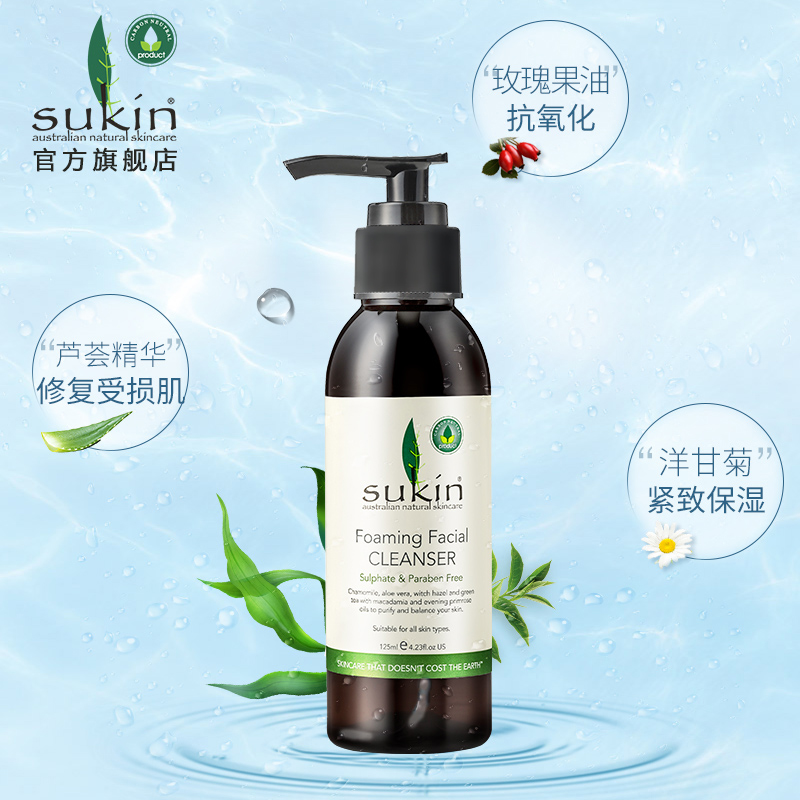 CARBON NEUTRAL
product
sukin®
australian natural skincare
官方旗舰店
“玫瑰果油”
抗氧化
“芦荟精华”
修复受损肌
“洋甘菊”
紧致保湿
CARBON NEUTRAL
product
sukin®
australian natural skincare
Foaming Facial
CLEANSER
Sulphate & Paraben Free
Chamomile, aloe vera, witch hazel and green
tea with macadamia and evening primrose
oils to purify and balance your skin.
Suitable for all skin types.
125ml e 4.23fl.oz US
"SKINCARE THAT DOESN'T COST THE EARTH"